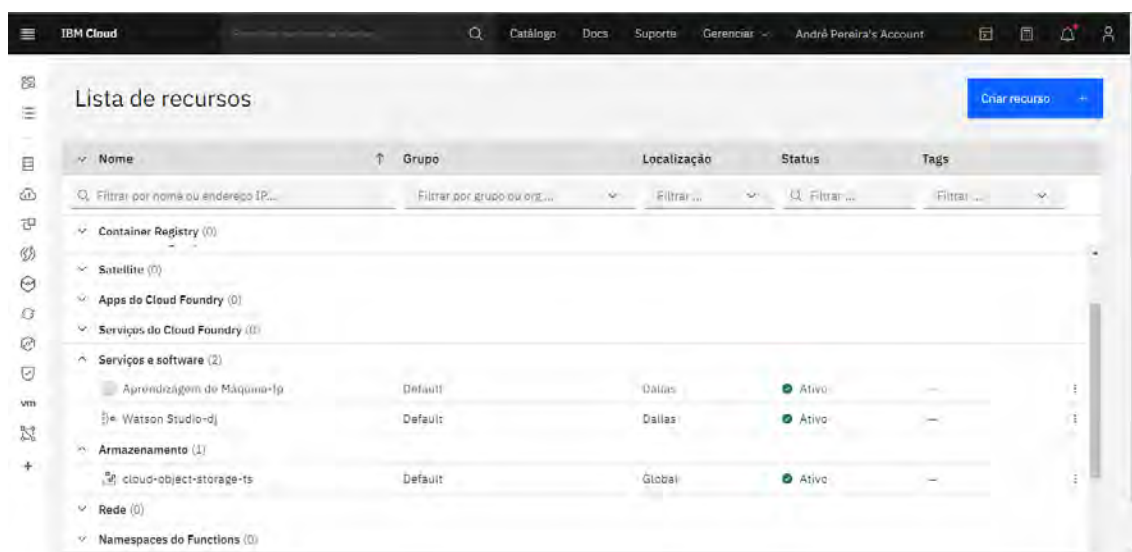 IBM Cloud Catálogo Docs Suporte Gerenciar André Pereira's Account
Lista de recursos
Criar recurso +
Nome Grupo Localização Status Tags
Filtrar por nome ou endereço IP... Filtrar por grupo ou org... Filtrar ... Filtrar ... Filtrar ...
Container Registry (0)
Satellite (0)
Apps do Cloud Foundry (0)
Serviços do Cloud Foundry (0)
Serviços e software (2)
Aprendizagem de Máquina-fp Default Dallas Ativo —
Watson Studio-dj Default Dallas Ativo —
vm
Armazenamento (1)
cloud-object-storage-ts Default Global Ativo —
Rede (0)
Namespaces do Functions (0)